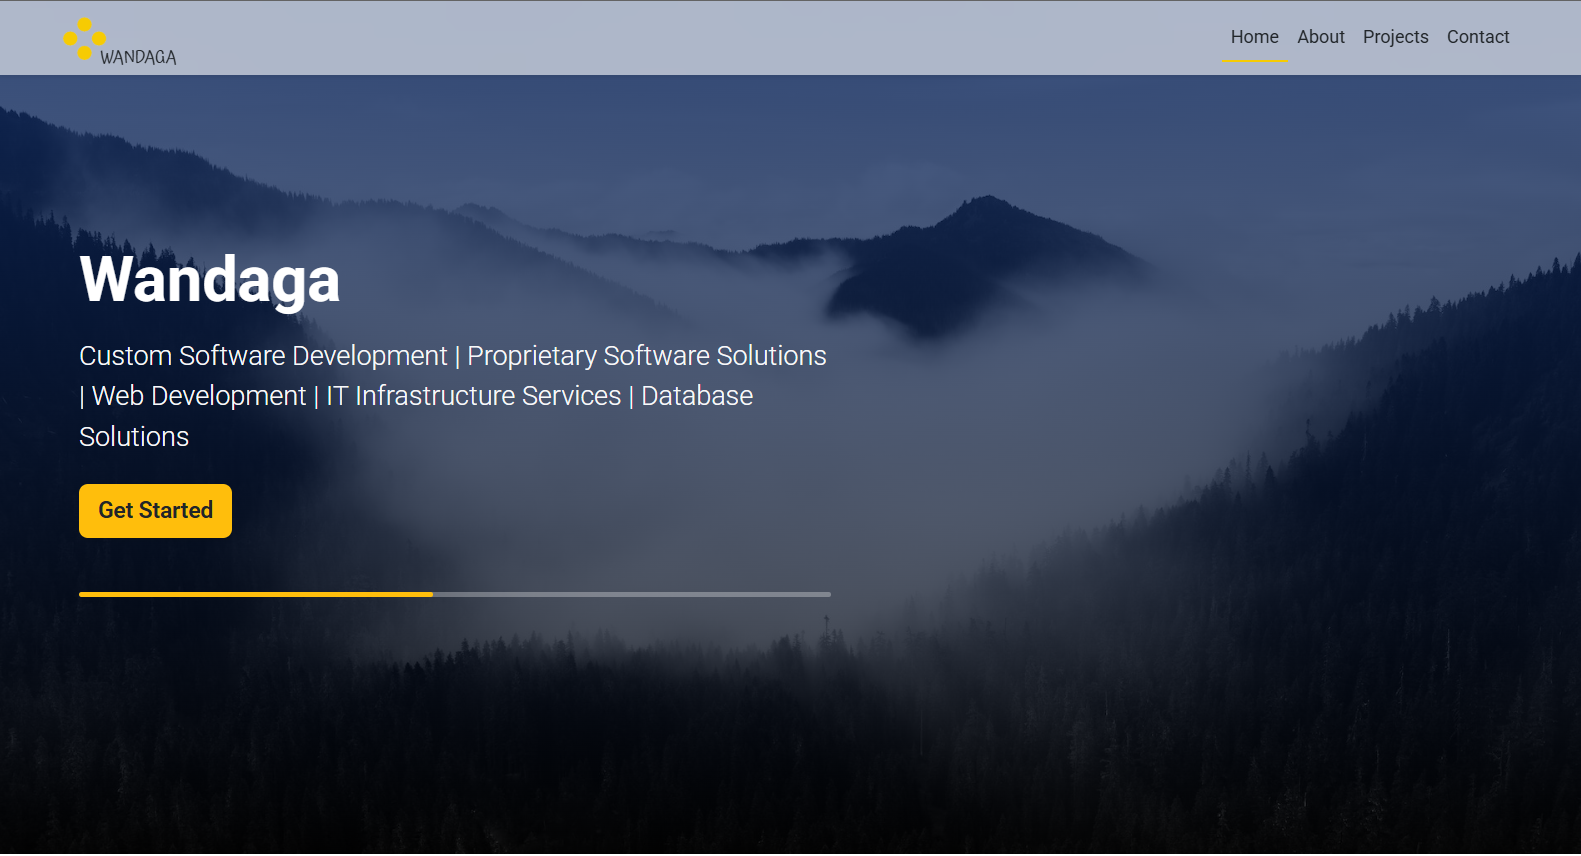 WANDAGA
Home About Projects Contact
Wandaga
Custom Software Development | Proprietary Software Solutions
| Web Development | IT Infrastructure Services | Database
Solutions
Get Started